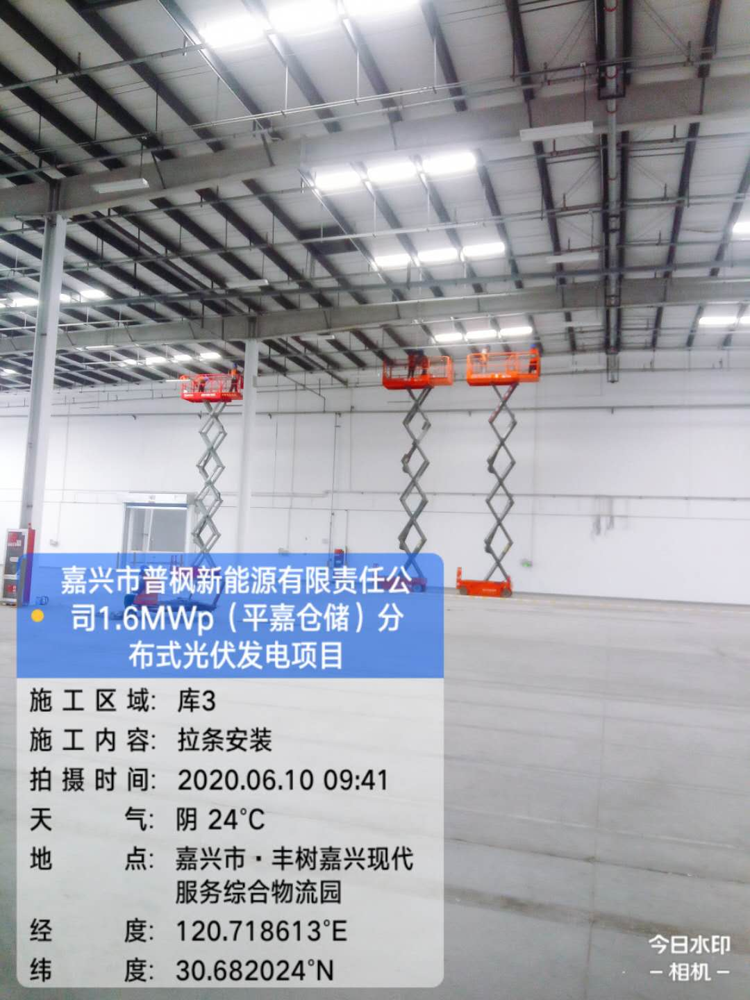 嘉兴市普枫新能源有限责任公
司1.6MWp（平嘉仓储）分
布式光伏发电项目
施工区域: 库3
施工内容: 拉条安装
拍摄时间: 2020.06.10 09:41
天气: 阴 24°C
地点: 嘉兴市·丰树嘉兴现代
服务综合物流园
经度: 120.718613°E
纬度: 30.682024°N
今日水印
-相机-